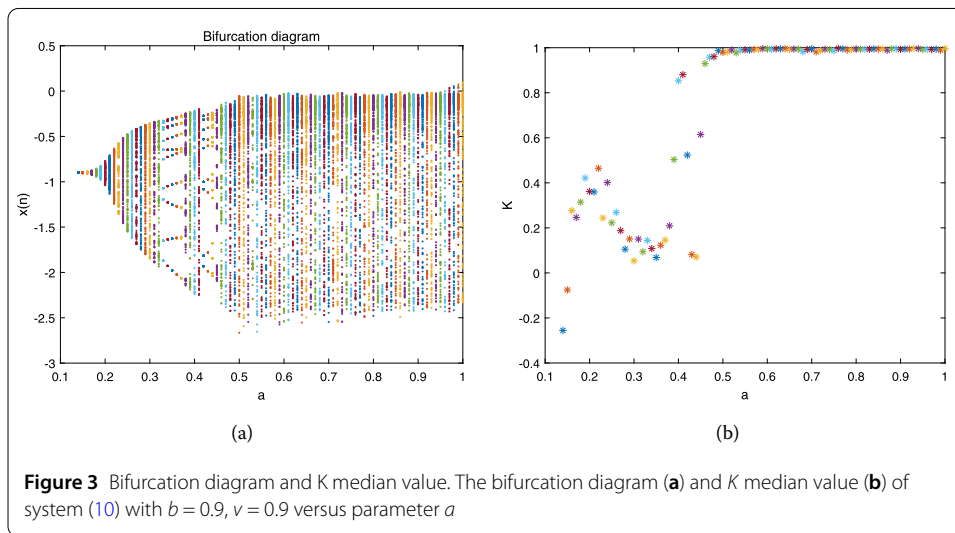 Bifurcation diagram
0.5
0
-0.5
-1
-1.5
-2
-2.5
-3
x(n)
0.1 0.2 0.3 0.4 0.5 0.6 0.7 0.8 0.9 1
a
(a)
1
0.8
0.6
0.4
0.2
0
-0.2
-0.4
K
0.1 0.2 0.3 0.4 0.5 0.6 0.7 0.8 0.9 1
a
(b)
Figure 3 Bifurcation diagram and K median value. The bifurcation diagram (a) and K median value (b) of
system (10) with b = 0.9, v = 0.9 versus parameter a